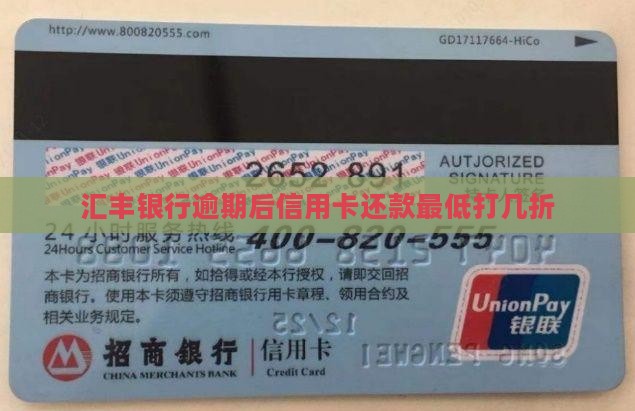 http://www.800820555.com
GD17117664-HiCo
AUTJORIZED
SIGNATURE
汇丰银行逾期后信用卡还款最低打几折
24小时服务热线 400-820-555
24Hours Customer Service Hotline
本卡为招商银行所有，如拾得或经本行授权，请即交回招
商银行。使用本卡须遵守招商银行用卡章程、领用合约及
相关业务规定。
UnionPay
银联
招商银行
CHINA MERCHANTS BANK
信用卡
Credit Card